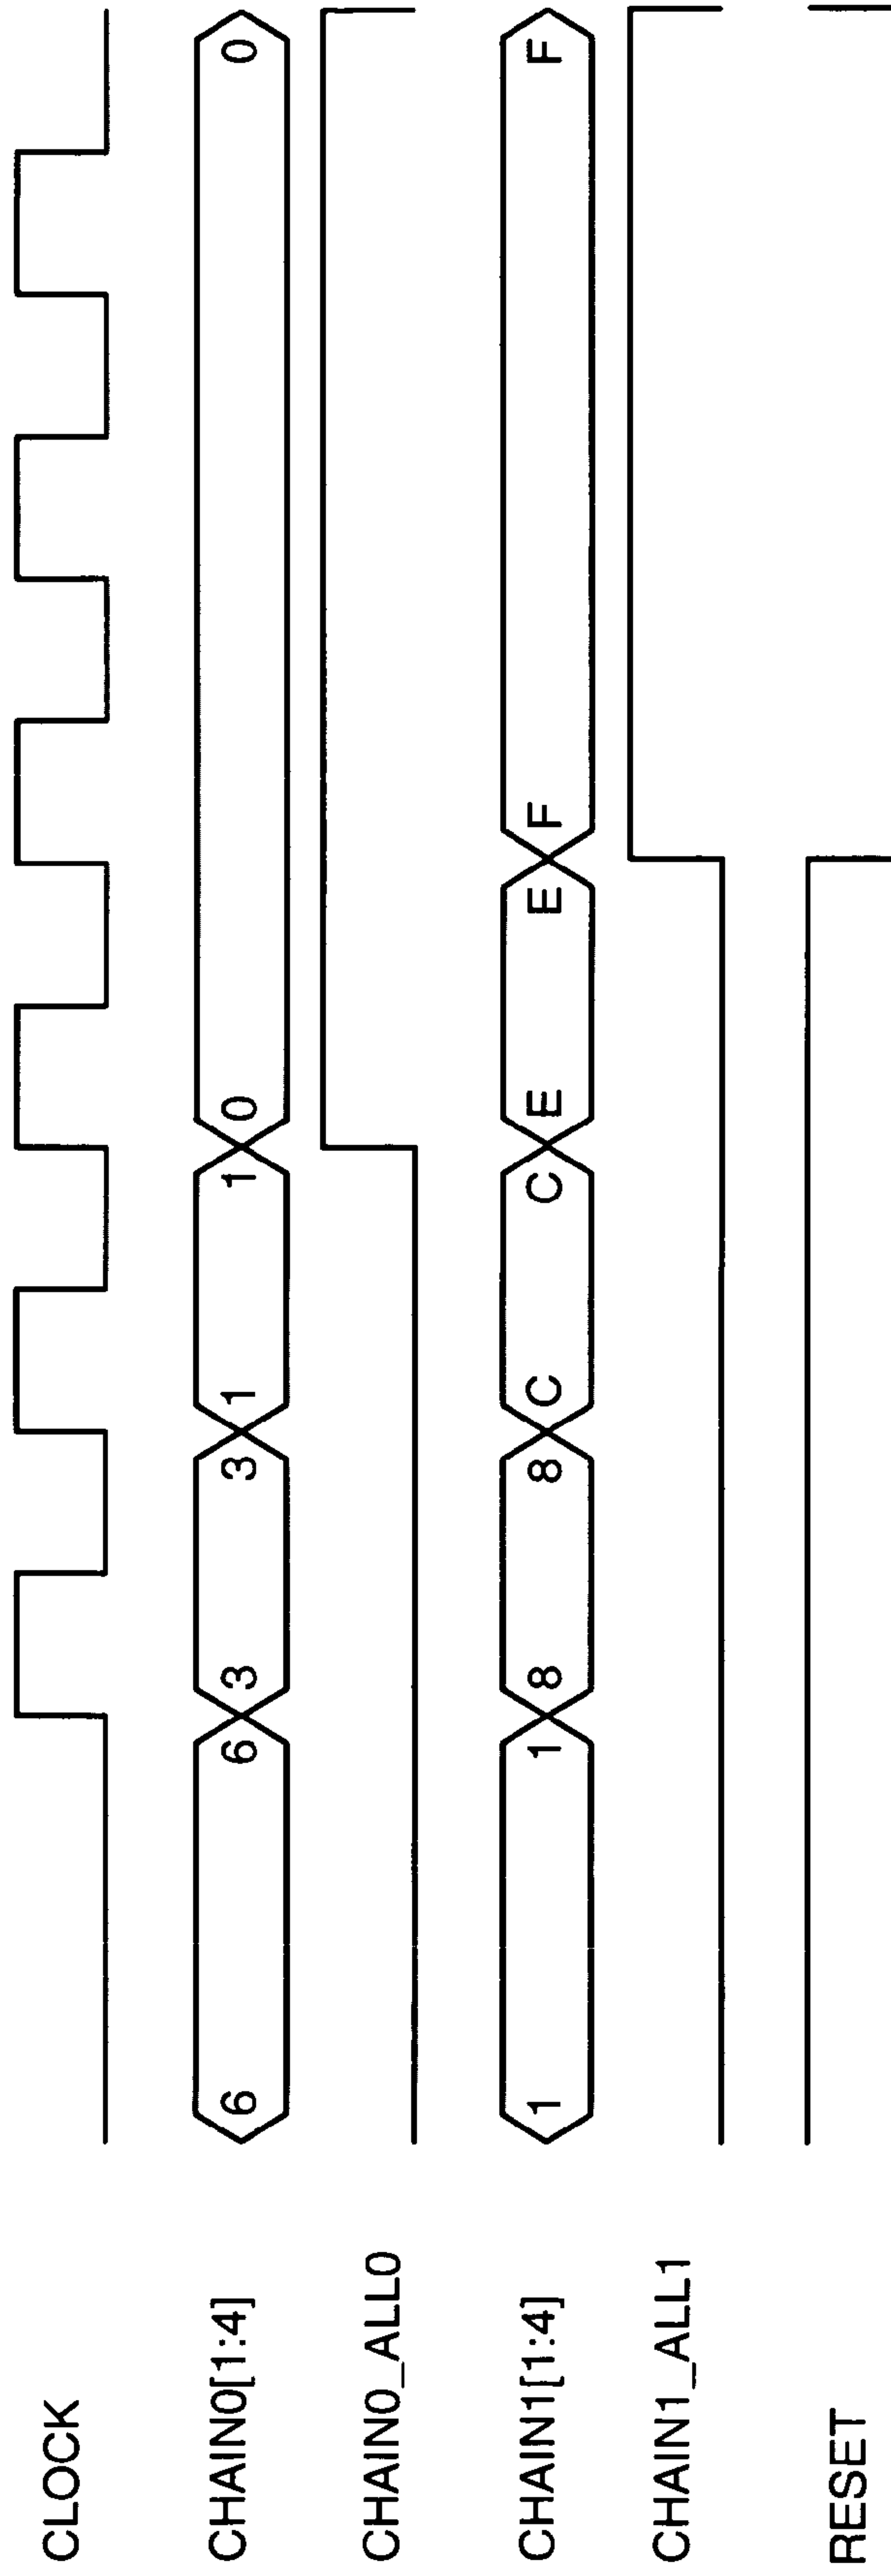 CLOCK
CHAIN0[1:4] 6 6 3 3 1 1 0 0
CHAIN0_ALL0
CHAIN1[1:4] 1 1 8 8 C C E E F F
CHAIN1_ALL1
RESET